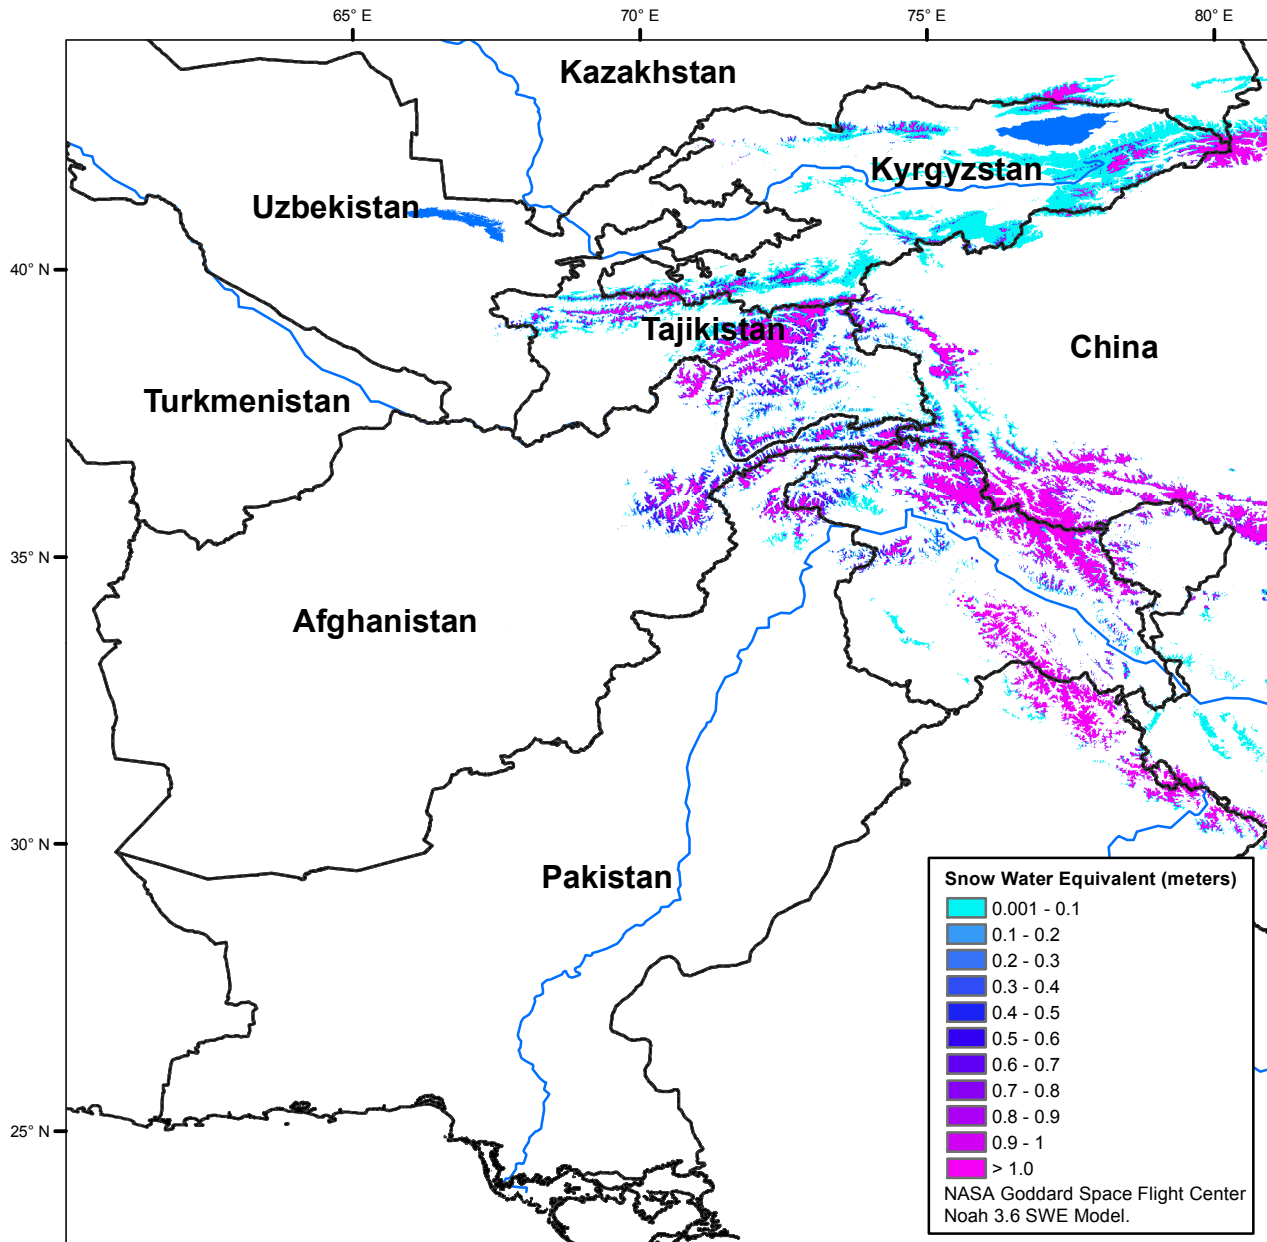 65° E
70° E
75° E
80° E
Kazakhstan
Kyrgyzstan
Uzbekistan
40° N
Tajikistan
China
Turkmenistan
35° N
Afghanistan
30° N
Pakistan
25° N
Snow Water Equivalent (meters)
0.001 - 0.1
0.1 - 0.2
0.2 - 0.3
0.3 - 0.4
0.4 - 0.5
0.5 - 0.6
0.6 - 0.7
0.7 - 0.8
0.8 - 0.9
0.9 - 1
> 1.0
NASA Goddard Space Flight Center
Noah 3.6 SWE Model.